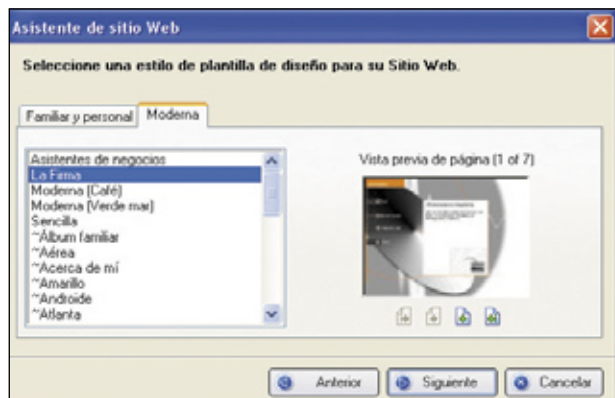 Asistente de sitio Web
Seleccione una estilo de plantilla de diseño para su Sitio Web.
Familiar y personal
Moderna
Asistentes de negocios
La Firma
Moderna (Café)
Moderna (Verde mar)
Sencilla
~Álbum familiar
~Aérea
~Acerca de mí
~Amarillo
~Androide
~Atlanta
Vista previa de página (1 of 7)
Anterior
Siguiente
Cancelar